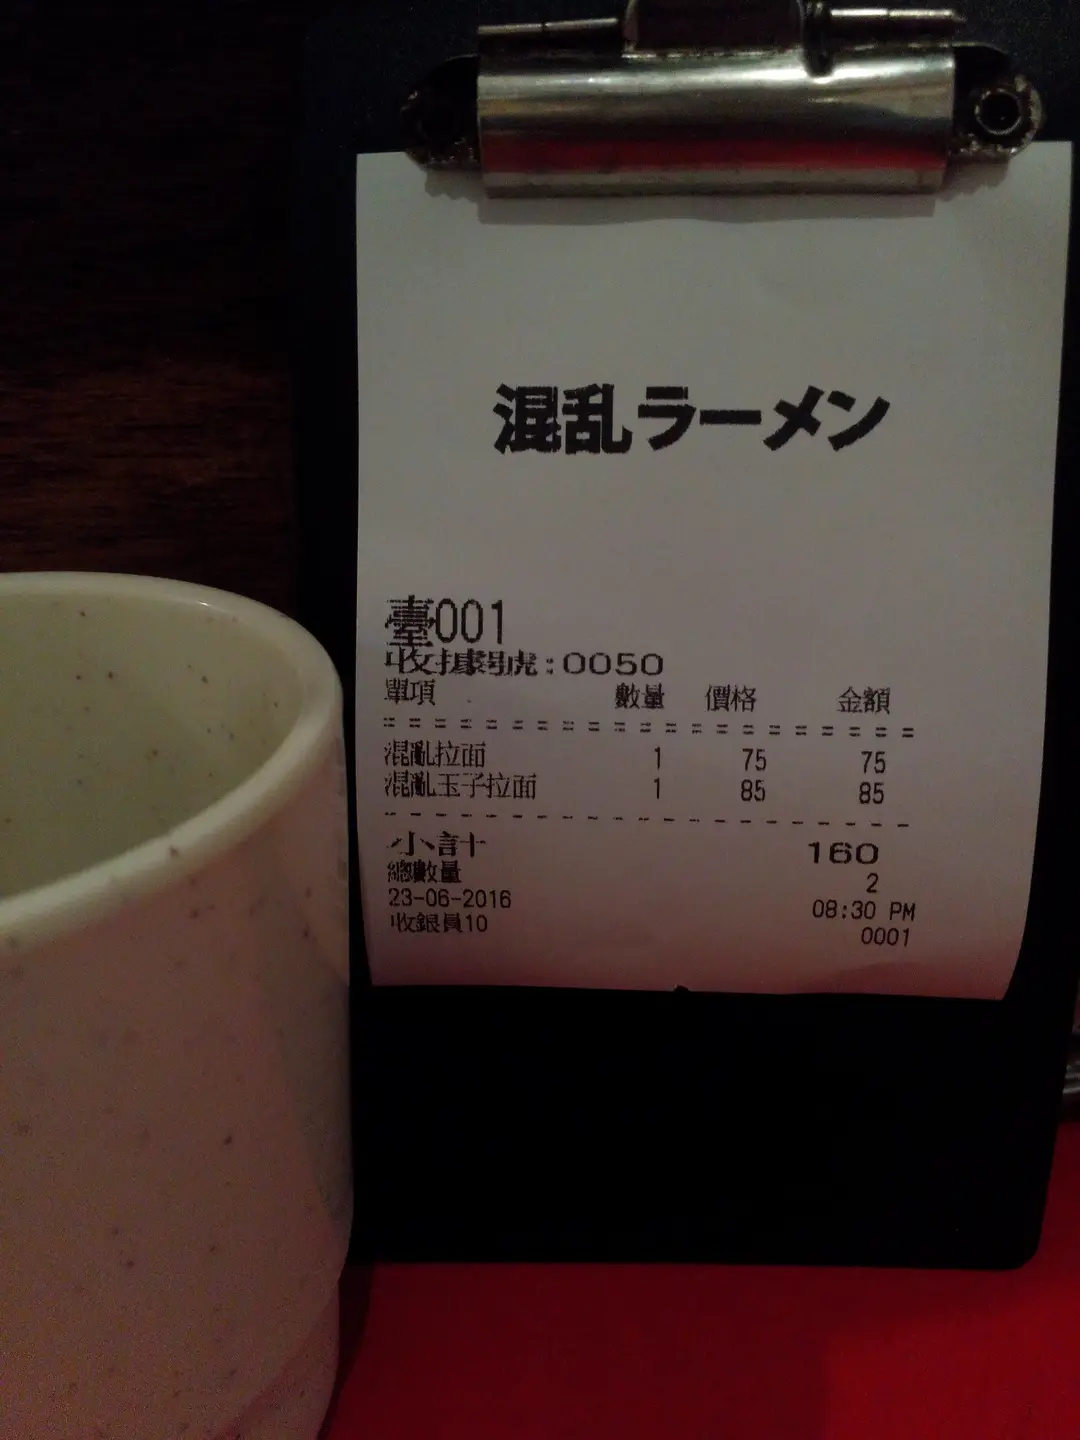 混乱ラーメン
臺001
收據號:0050
單項 數量 價格 金額
混亂拉面 1 75 75
混亂玉子拉面 1 85 85
小計 160
總數量 2
23-06-2016 08:30 PM
收銀員10 0001